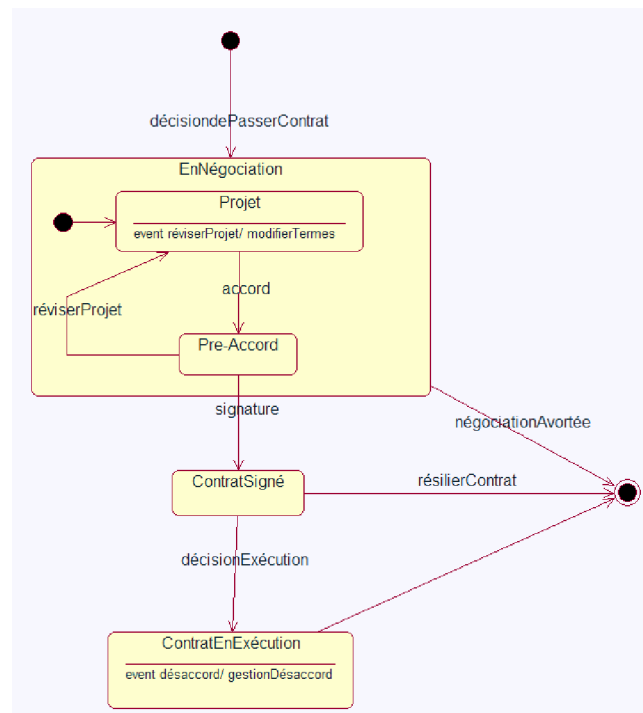 décisiondePasserContrat
EnNégociation
Projet
event réviserProjet/ modifierTermes
accord
réviserProjet
Pre-Accord
signature
négociationAvortée
ContratSigné
résilierContrat
décisionExécution
ContratEnExécution
event désaccord/ gestionDésaccord